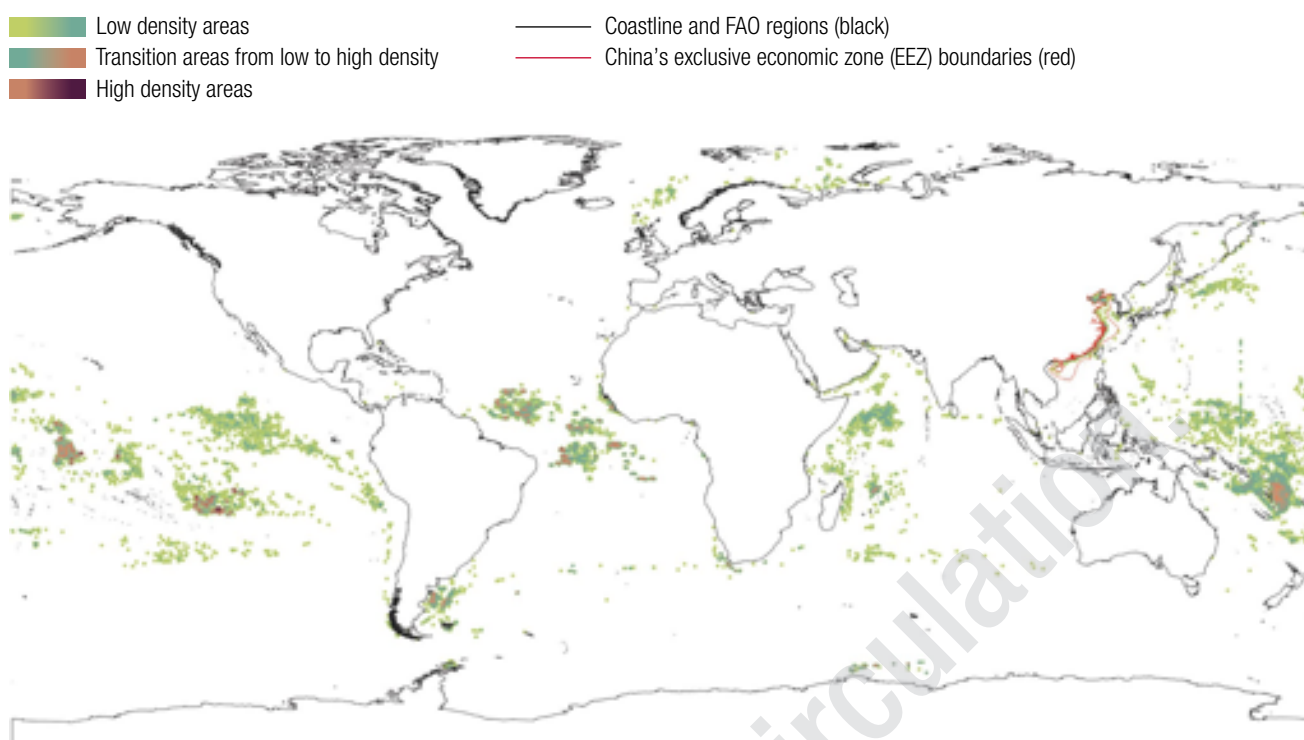 Low density areas
Transition areas from low to high density
High density areas
Coastline and FAO regions (black)
China's exclusive economic zone (EEZ) boundaries (red)
circulation.